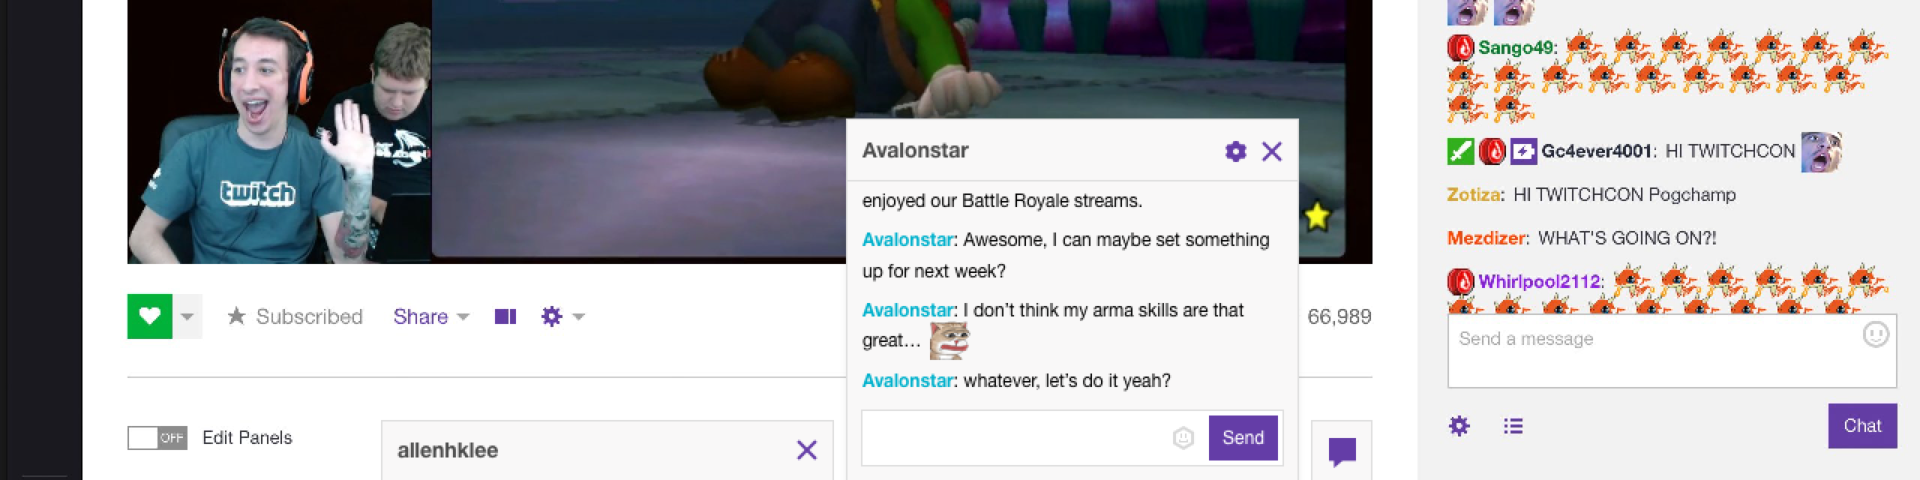 twitch
Subscribed
Share
66,989
OFF
Edit Panels
allenhklee
Avalonstar
enjoyed our Battle Royale streams.
Avalonstar: Awesome, I can maybe set something
up for next week?
Avalonstar: I don't think my arma skills are that
great...
Avalonstar: whatever, let's do it yeah?
Send
Sango49:
Gc4ever4001: HI TWITCHCON
Zotiza: HI TWITCHCON Pogchamp
Mezdizer: WHAT'S GOING ON?!
Whirlpool2112:
Send a message
Chat